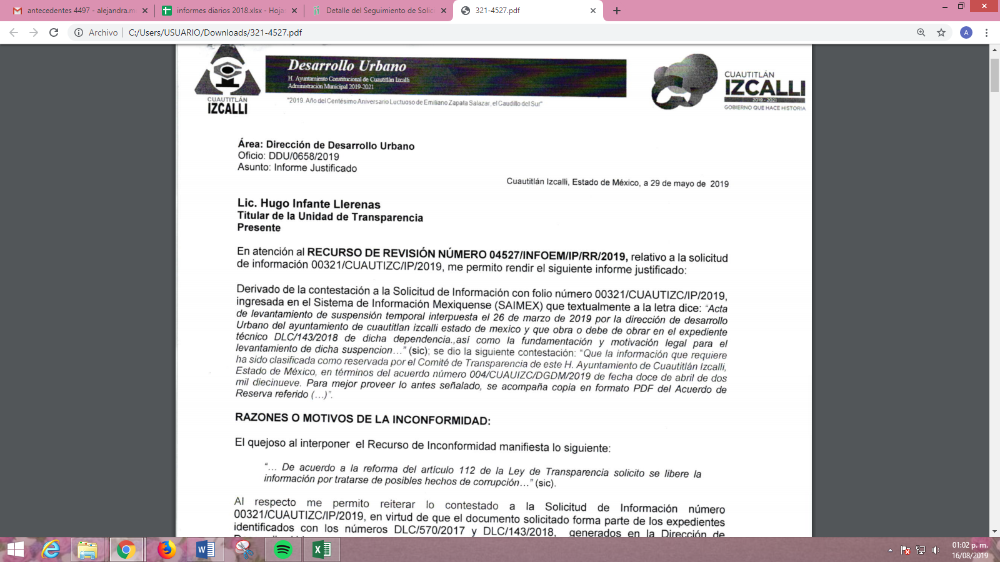 antecedentes 4497 - alejandra.m
informes diarios 2018.xlsx - Hoja
Detalle del Seguimiento de Solic
321-4527.pdf
Archivo C:/Users/USUARIO/Downloads/321-4527.pdf
A
Desarrollo Urbano
H. Ayuntamiento Constitucional de Cuautitlán Izcalli
Administración Municipal 2019-2021
"2019. Año del Centésimo Aniversario Luctuoso de Emiliano Zapata Salazar, el Caudillo del Sur"
CUAUTITLÁN
IZCALLI
CUAUTITLÁN
IZCALLI
2019 - 2021
GOBIERNO QUE HACE HISTORIA
Área: Dirección de Desarrollo Urbano
Oficio: DDU/0658/2019
Asunto: Informe Justificado
Cuautitlán Izcalli, Estado de México, a 29 de mayo de 2019
Lic. Hugo Infante Llerenas
Titular de la Unidad de Transparencia
Presente
En atención al RECURSO DE REVISIÓN NÚMERO 04527/INFOEM/IP/RR/2019, relativo a la solicitud
de información 00321/CUAUTIZC/IP/2019, me permito rendir el siguiente informe justificado:
Derivado de la contestación a la Solicitud de Información con folio número 00321/CUAUTIZC/IP/2019,
ingresada en el Sistema de Información Mexiquense (SAIMEX) que textualmente a la letra dice: "Acta
de levantamiento de suspensión temporal interpuesta el 26 de marzo de 2019 por la dirección de desarrollo
Urbano del ayuntamiento de cuautitlan izcalli estado de mexico y que obra o debe de obrar en el expediente
técnico DLC/143/2018 de dicha dependencia.,así como la fundamentación y motivación legal para el
levantamiento de dicha suspencion..." (sic); se dio la siguiente contestación: "Que la información que requiere
ha sido clasificada como reservada por el Comité de Transparencia de este H. Ayuntamiento de Cuautitlán Izcalli,
Estado de México, en términos del acuerdo número 004/CUAUIZC/DGDM/2019 de fecha doce de abril de dos
mil diecinueve. Para mejor proveer lo antes señalado, se acompaña copia en formato PDF del Acuerdo de
Reserva referido (...)".
RAZONES O MOTIVOS DE LA INCONFORMIDAD:
El quejoso al interponer el Recurso de Inconformidad manifiesta lo siguiente:
"... De acuerdo a la reforma del artículo 112 de la Ley de Transparencia solicito se libere la
información por tratarse de posibles hechos de corrupción..." (sic).
Al respecto me permito reiterar lo contestado a la Solicitud de Información número
00321/CUAUTIZC/IP/2019, en virtud de que el documento solicitado forma parte de los expedientes
identificados con los números DLC/570/2017 y DLC/143/2018, generados en la Dirección de
01:02 p. m.
16/08/2019